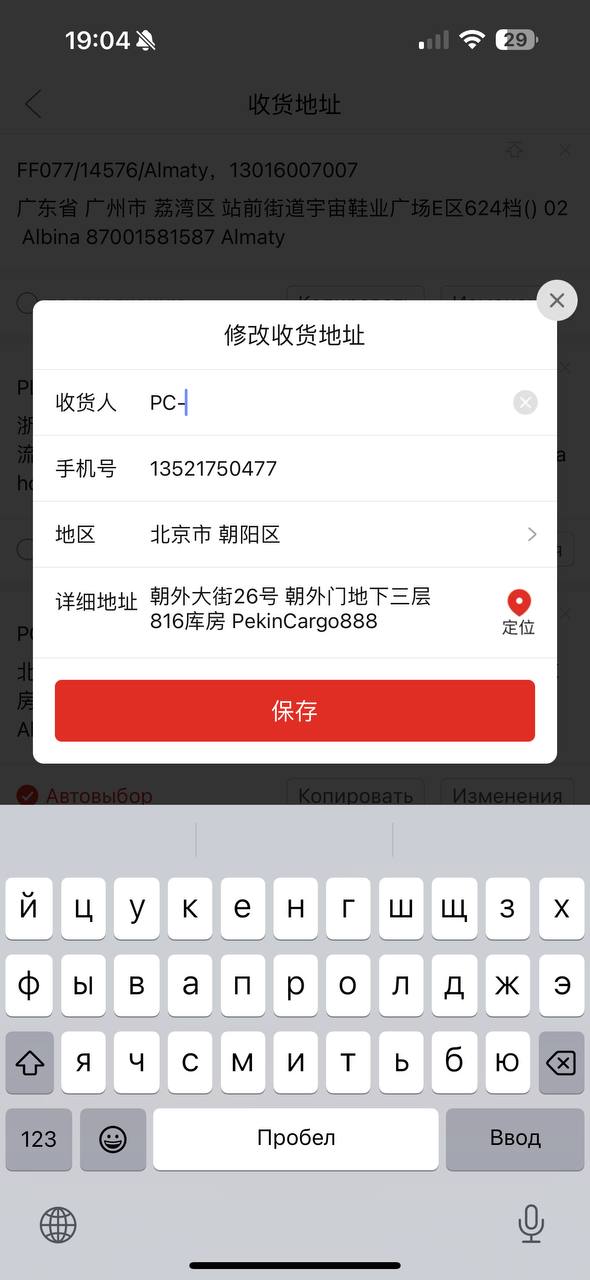 19:04
29
收货地址
FF077/14576/Almaty，13016007007
广东省 广州市 荔湾区 站前街道宇宙鞋业广场E区624档() 02
Albina 87001581587 Almaty
修改收货地址
收货人 PC-
手机号 13521750477
地区 北京市 朝阳区
详细地址 朝外大街26号 朝外门地下三层
816库房 PekinCargo888
定位
保存
Автовыбор Копировать Изменения
й ц у к е н г ш щ з х
ф ы в а п р о л д ж э
я ч с м и т ь б ю
123 Пробел Ввод